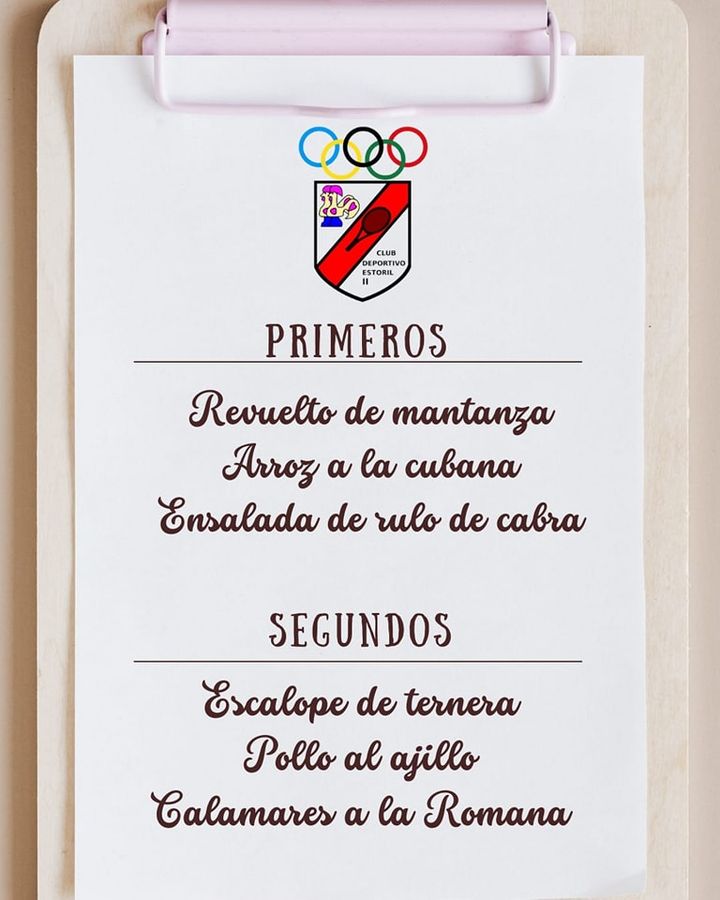 CLUB
DEPORTIVO
ESTORIL
II
PRIMEROS
Revuelto de mantanza
Arroz a la cubana
Ensalada de rulo de cabra
SEGUNDOS
Escalope de ternera
Pollo al ajillo
Calamares a la Romana